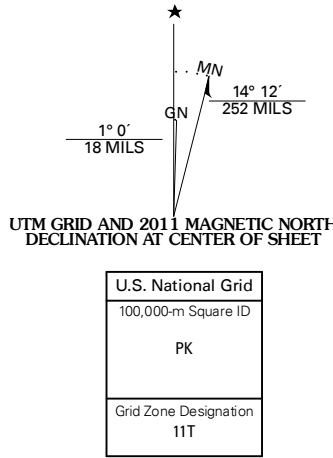 MN
14° 12´
252 MILS
GN
1° 0´
18 MILS
UTM GRID AND 2011 MAGNETIC NORTH
DECLINATION AT CENTER OF SHEET
U.S. National Grid
100,000-m Square ID
PK
Grid Zone Designation
11T